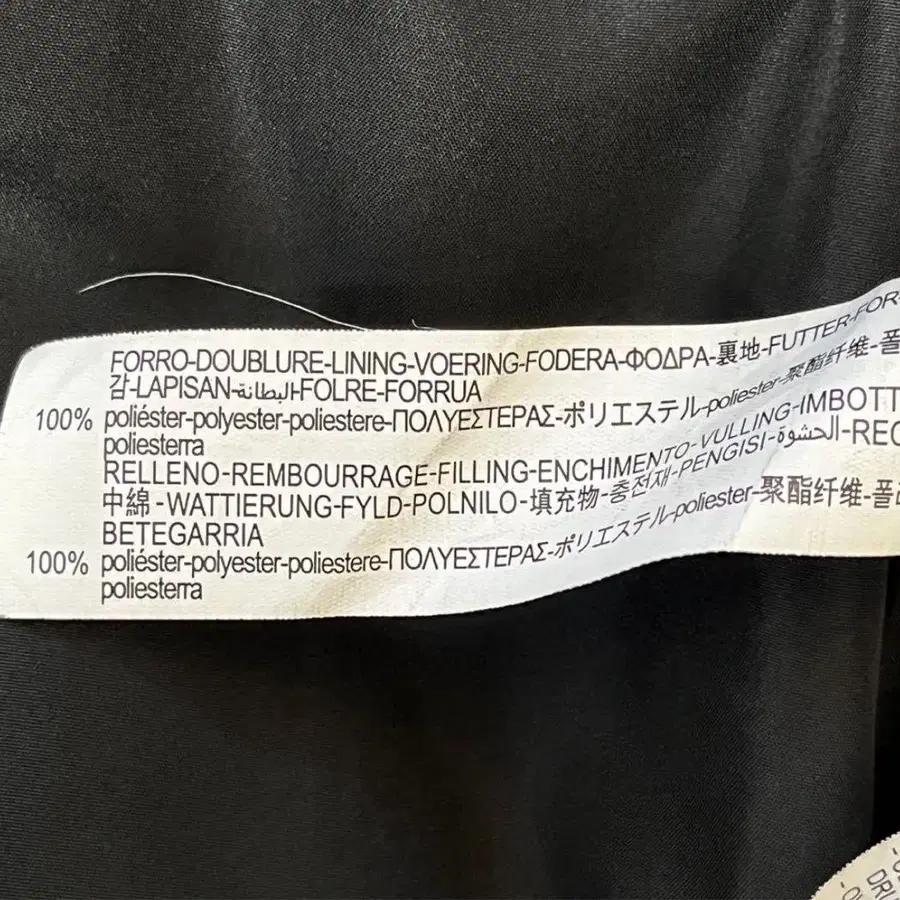 FORRO-DOUBLURE-LINING-VOERING-FODERA-ΦΟΔΡΑ-裏地-FUTTER-FOR
감-LAPISAN-البطانة-FOLRE-FORRUA
100% poliéster-polyester-poliestere-ΠΟΛΥΕΣΤΕΡΑΣ-ポリエステル-poliester-聚酯纤维-폴
poliesterra
RELLENO-REMBOURRAGE-FILLING-ENCHIMENTO-VULLING-IMBOTT
中綿-WATTIERUNG-FYLD-POLNILO-填充物-충전재-PENGISI-الحشوة-REC
BETEGARRIA
100% poliéster-polyester-poliestere-ΠΟΛΥΕΣΤΕΡΑΣ-ポリエステル-poliester-聚酯纤维-폴리
poliesterra